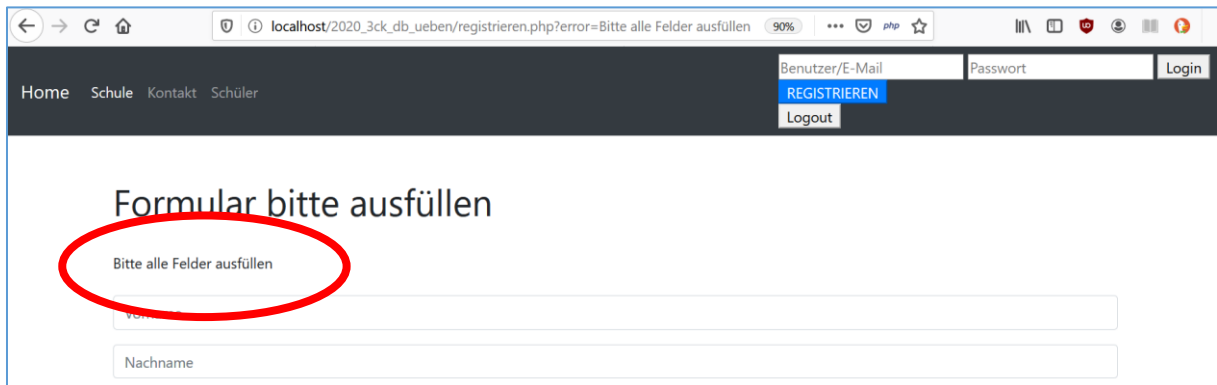 localhost/2020_3ck_db_ueben/registrieren.php?error=Bitte alle Felder ausfüllen 90% php
Benutzer/E-Mail Passwort Login
Home Schule Kontakt Schüler REGISTRIEREN
Logout
Formular bitte ausfüllen
Bitte alle Felder ausfüllen
Nachname